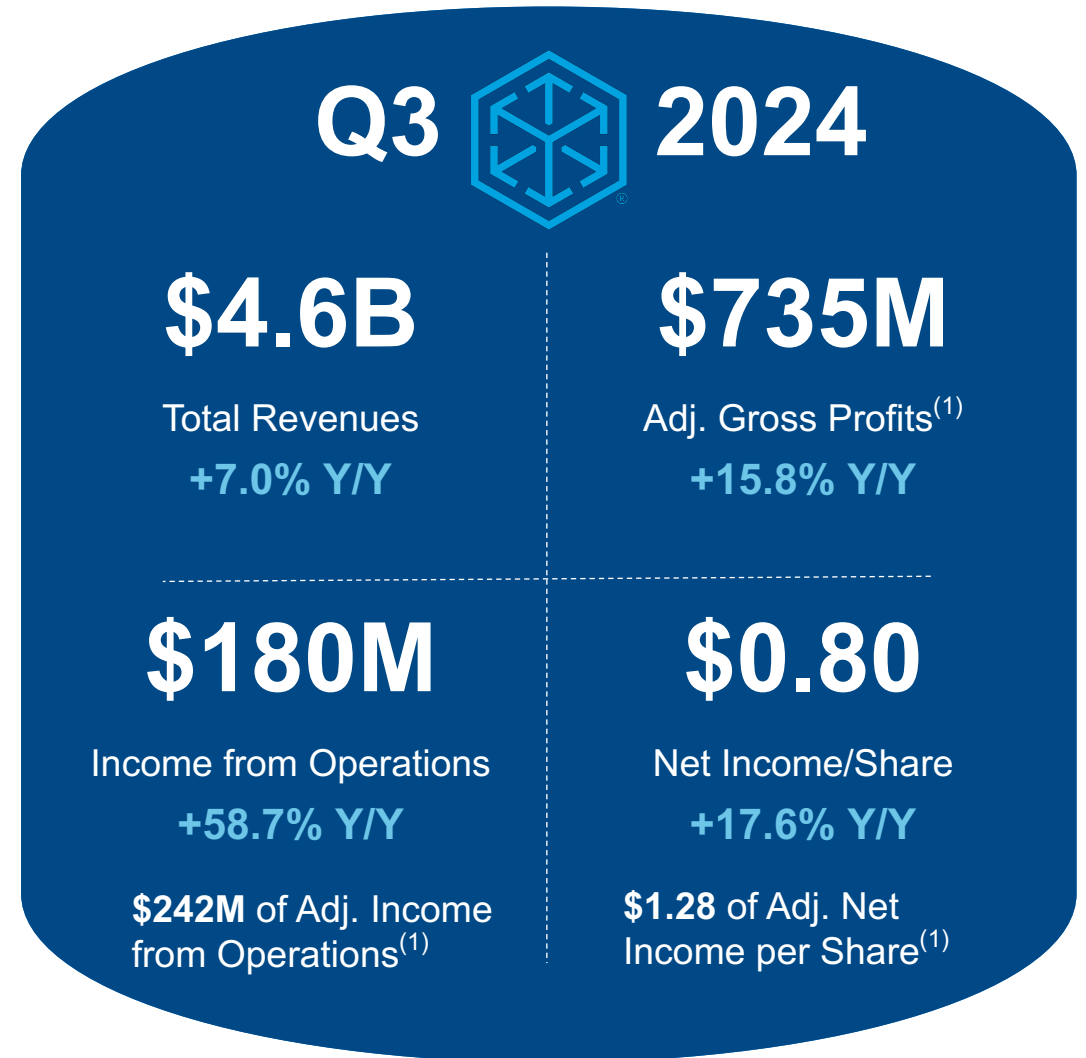 Q3 2024
®
$4.6B
Total Revenues
+7.0% Y/Y
$735M
Adj. Gross Profits(1)
+15.8% Y/Y
$180M
Income from Operations
+58.7% Y/Y
$242M of Adj. Income
from Operations(1)
$0.80
Net Income/Share
+17.6% Y/Y
$1.28 of Adj. Net
Income per Share(1)